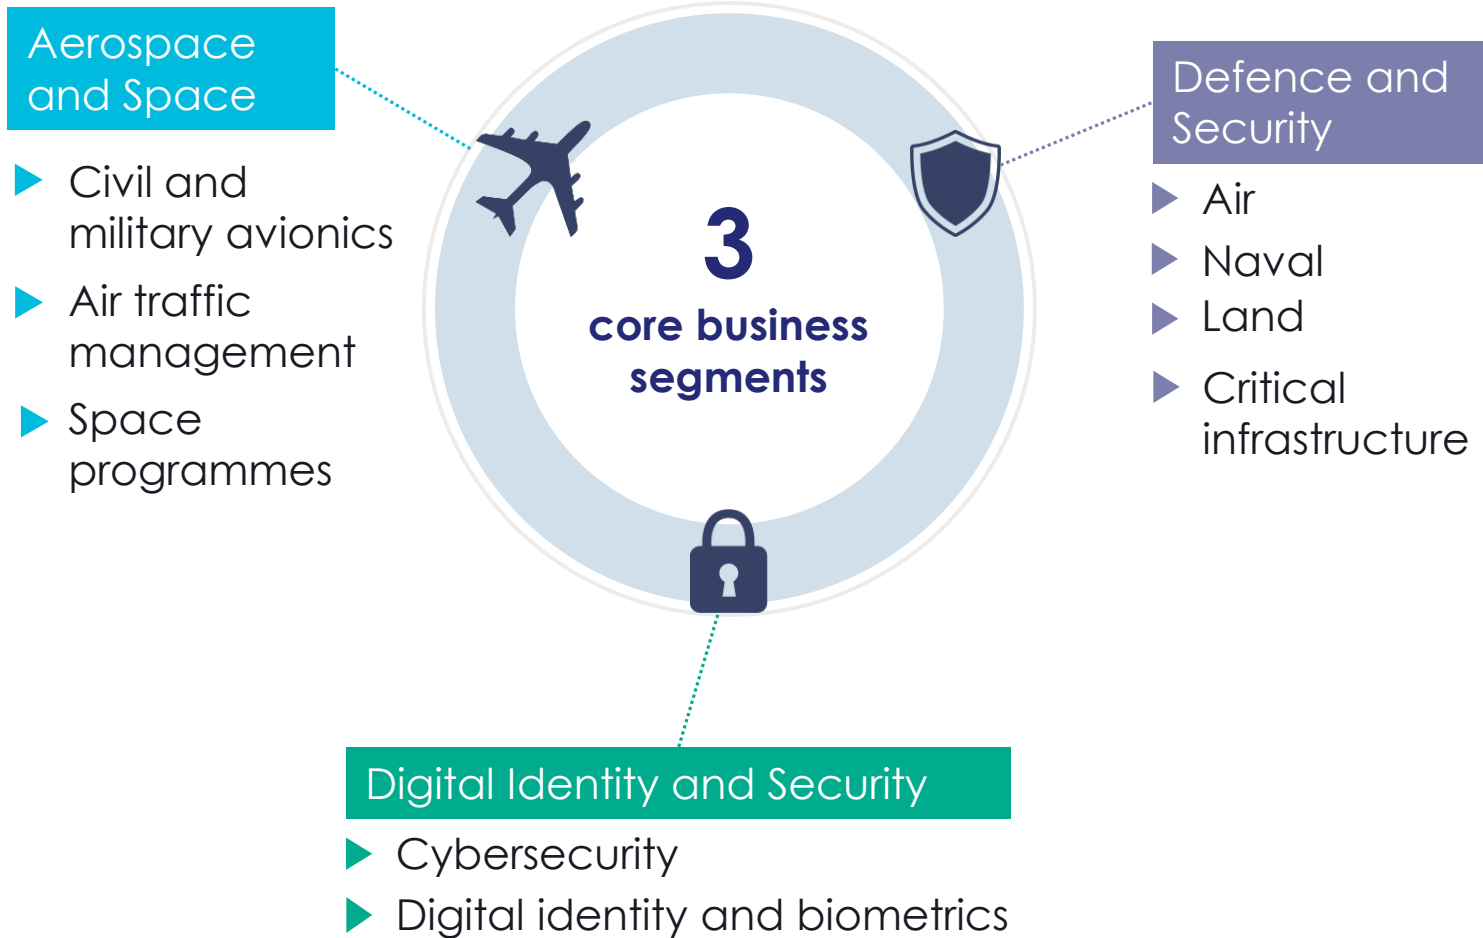 Aerospace
and Space
Civil and
military avionics
Air traffic
management
Space
programmes
3
core business
segments
Defence and
Security
Air
Naval
Land
Critical
infrastructure
Digital Identity and Security
Cybersecurity
Digital identity and biometrics